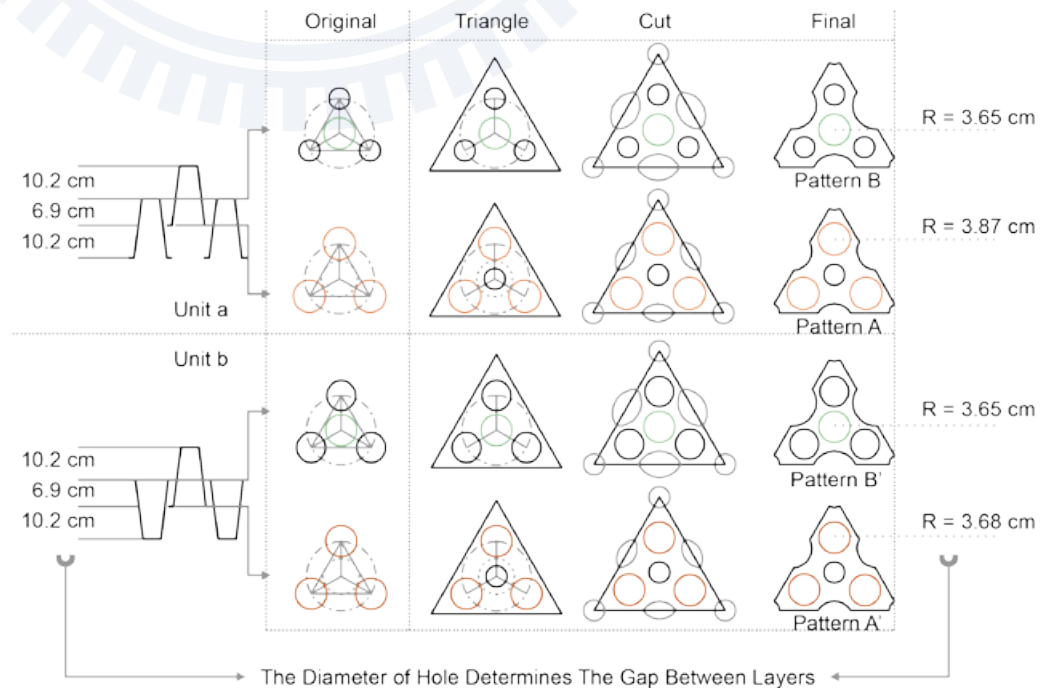 Original Triangle Cut Final
R = 3.65 cm
10.2 cm
6.9 cm
10.2 cm
Pattern B
R = 3.87 cm
Unit a
Pattern A
Unit b
R = 3.65 cm
10.2 cm
6.9 cm
10.2 cm
Pattern B'
R = 3.68 cm
Pattern A'
The Diameter of Hole Determines The Gap Between Layers